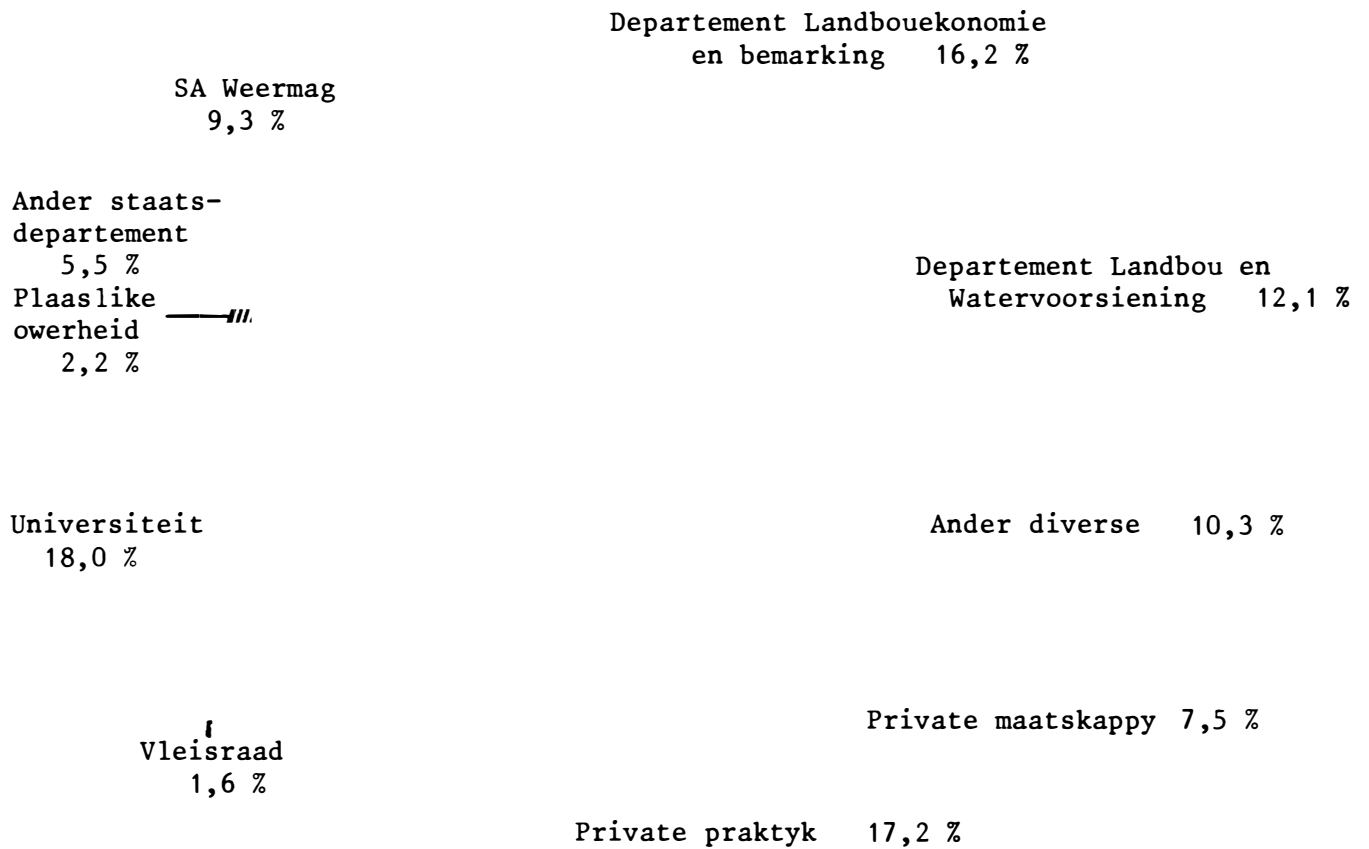 Departement Landbouekonomie
en bemarking 16,2 %
SA Weermag
9,3 %
Ander staats-
departement
5,5 %
Plaaslike
owerheid
2,2 %
Departement Landbou en
Watervoorsiening 12,1 %
Universiteit
18,0 %
Ander diverse 10,3 %
Private maatskappy 7,5 %
Vleisraad
1,6 %
Private praktyk 17,2 %